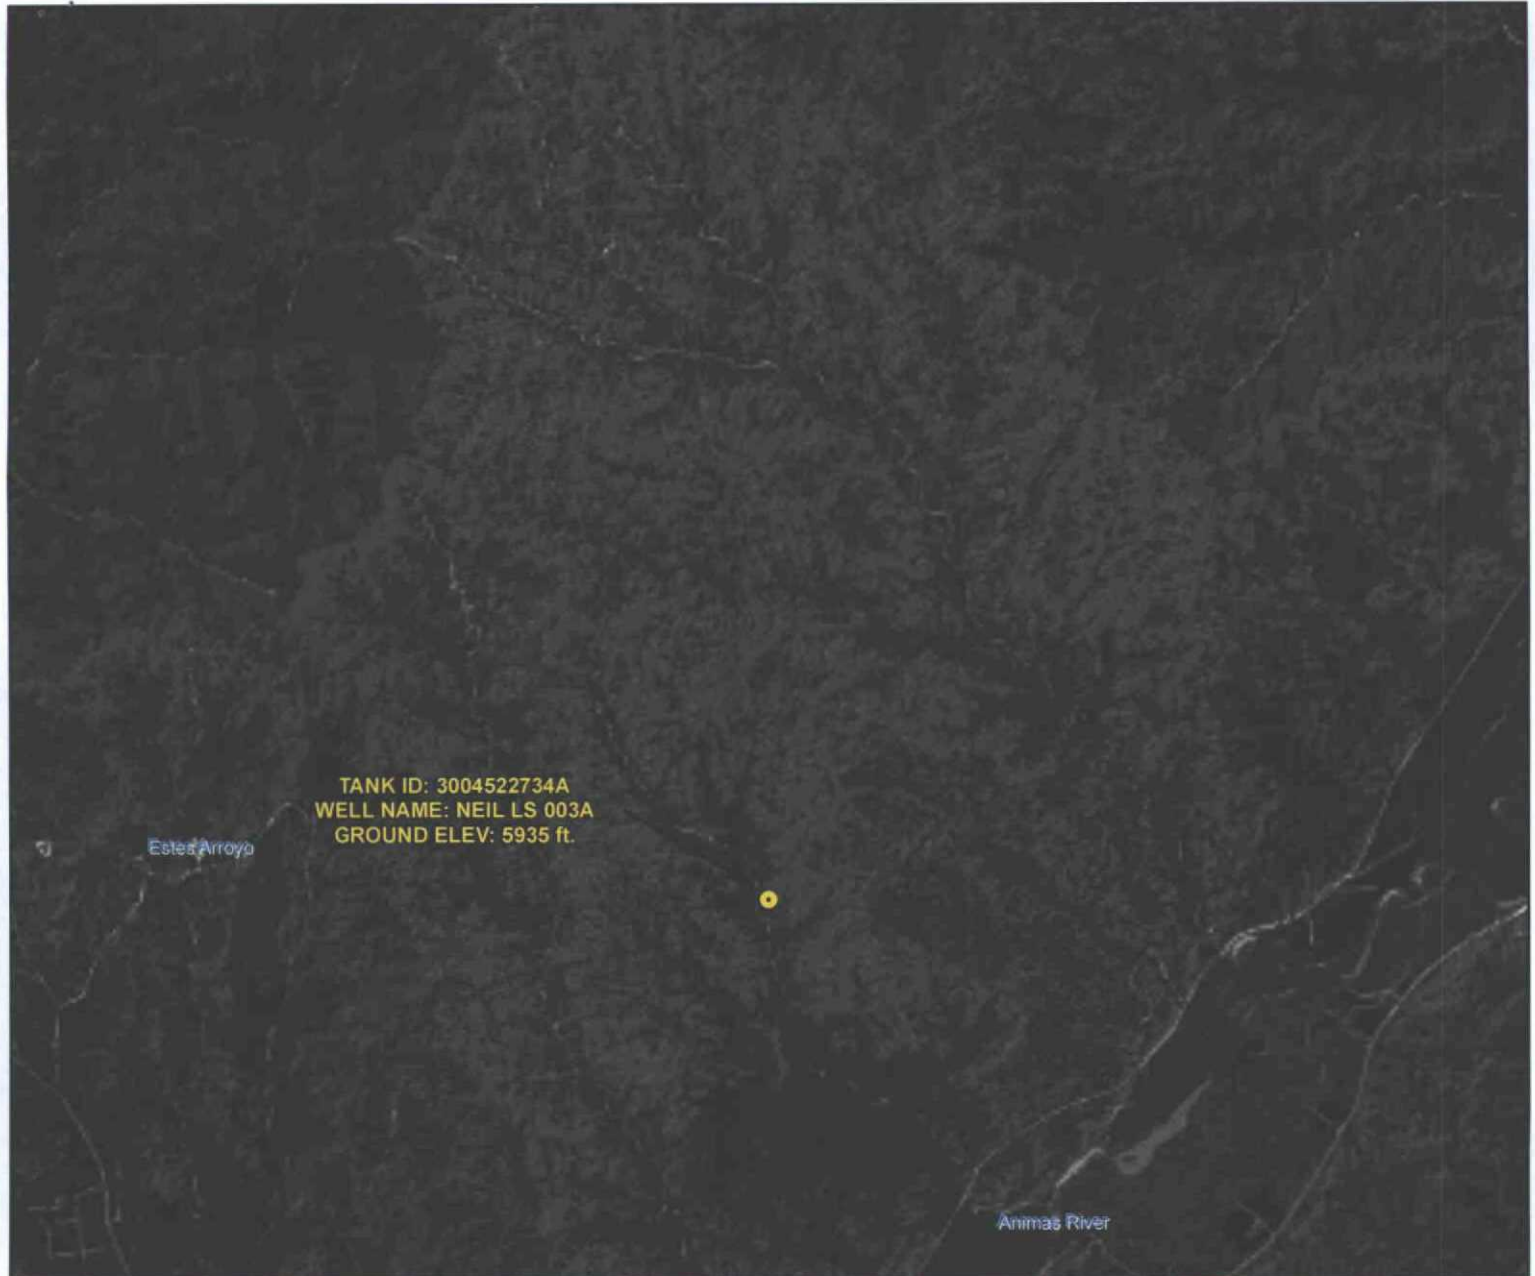 TANK ID: 3004522734A
WELL NAME: NEIL LS 003A
GROUND ELEV: 5935 ft.
Estes Arroyo
Animas River